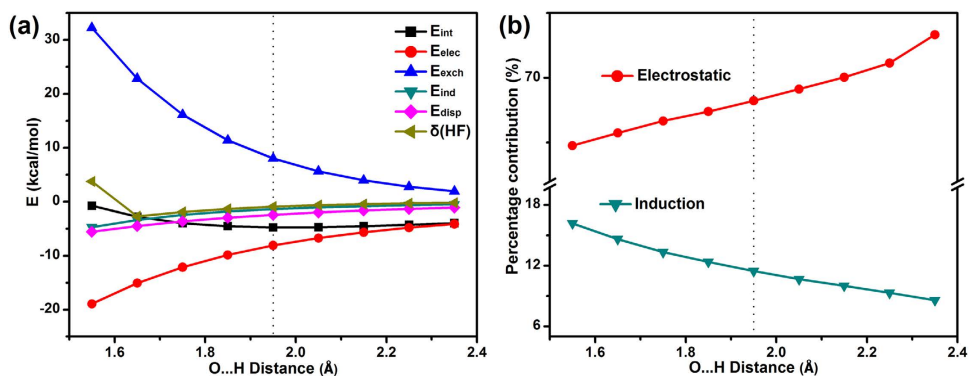 (a)
30
20
10
0
-10
-20
E (kcal/mol)
Eint
Eelec
Eexch
Eind
Edisp
δ(HF)
1.6 1.8 2.0 2.2 2.4
O...H Distance (Å)
(b)
70
18
12
6
Percentage contribution (%)
Electrostatic
Induction
1.6 1.8 2.0 2.2 2.4
O...H Distance (Å)